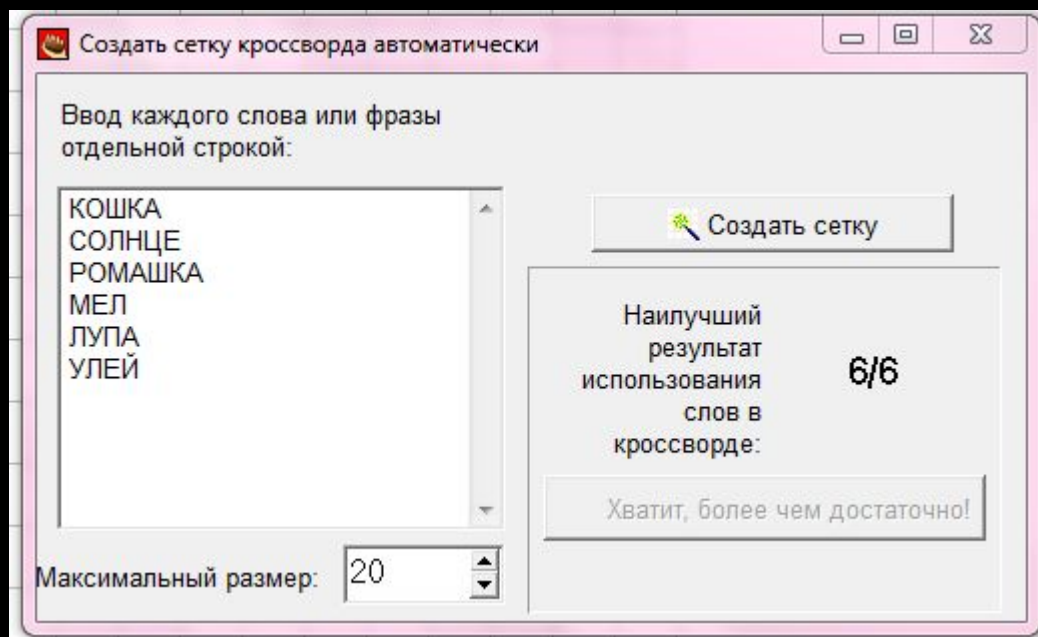 Создать сетку кроссворда автоматически
Ввод каждого слова или фразы
отдельной строкой:
КОШКА
СОЛНЦЕ
РОМАШКА
МЕЛ
ЛУПА
УЛЕЙ
Максимальный размер:
20
Создать сетку
Наилучший
результат
использования
слов в
кроссворде:
6/6
Хватит, более чем достаточно!